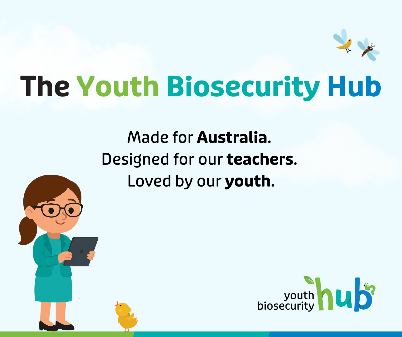 The Youth Biosecurity Hub
Made for Australia.
Designed for our teachers.
Loved by our youth.
youth
biosecurity
hub